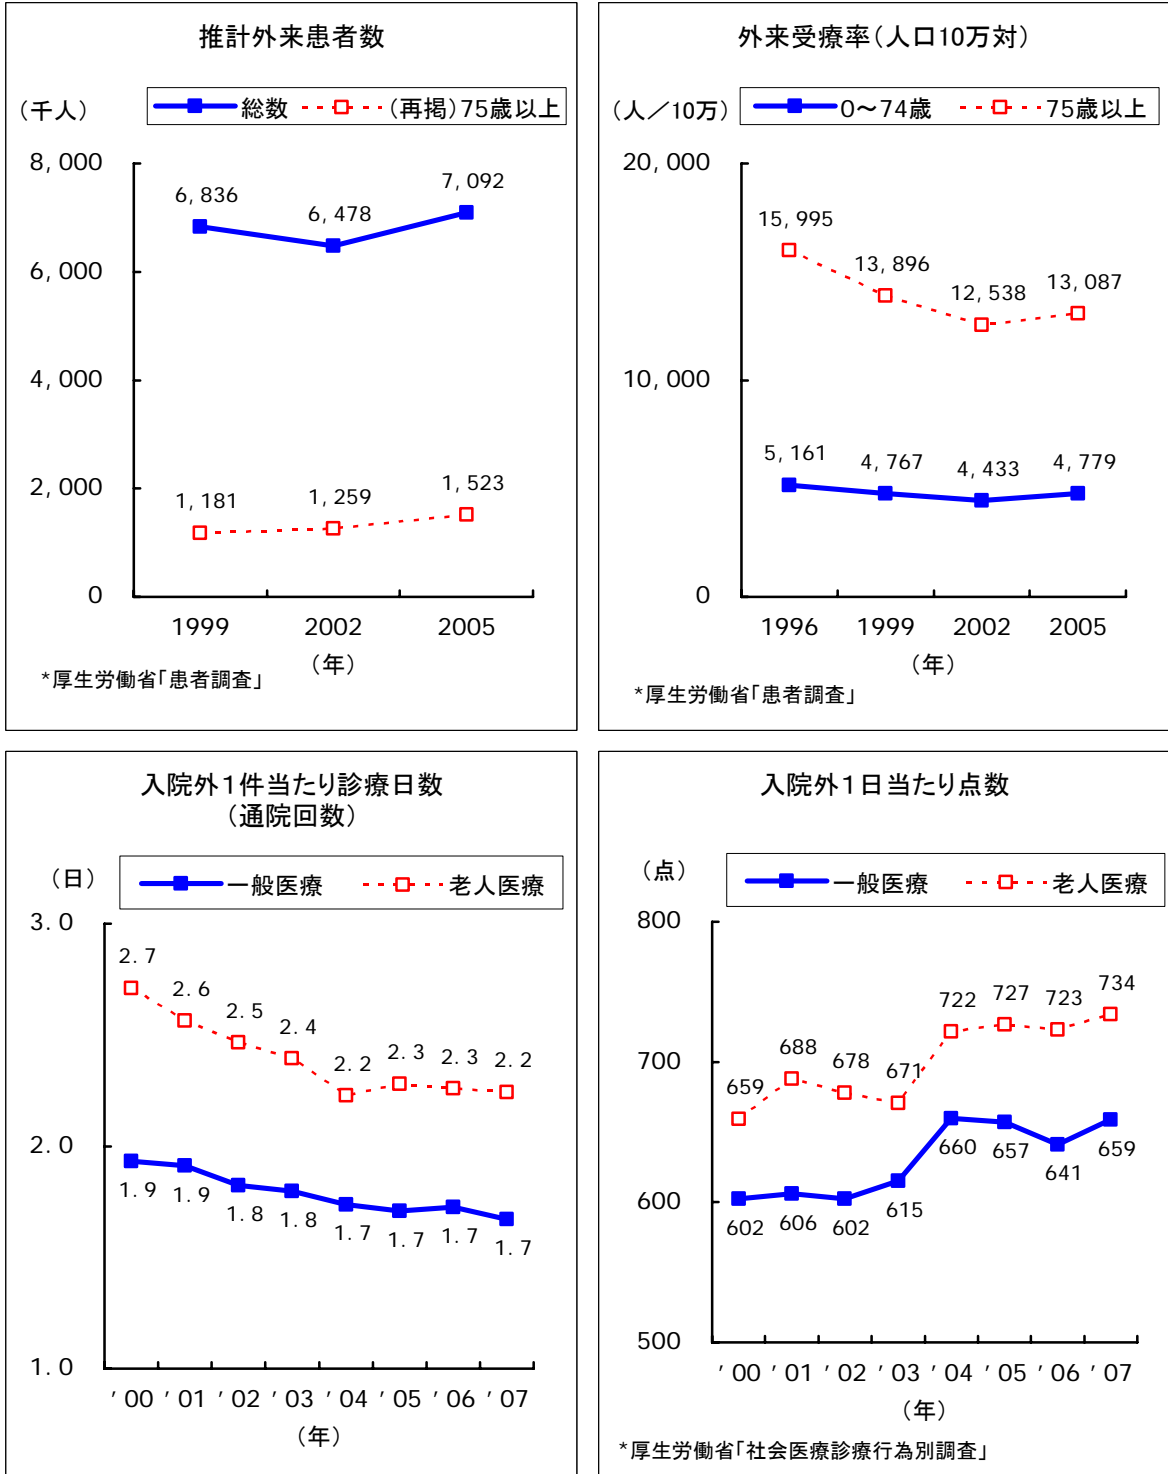 推計外来患者数
（千人）
総数 （再掲）75歳以上
8,000
6,000
4,000
2,000
0
6,836
6,478
7,092
1,181
1,259
1,523
1999 2002 2005
（年）
*厚生労働省「患者調査」
外来受療率（人口10万対）
（人／10万）
0～74歳 75歳以上
20,000
10,000
0
15,995
13,896
12,538
13,087
5,161
4,767
4,433
4,779
1996 1999 2002 2005
（年）
*厚生労働省「患者調査」
入院外１件当たり診療日数
（通院回数）
（日）
一般医療 老人医療
3.0
2.0
1.0
2.7
2.6
2.5
2.4
2.2
2.3
2.3
2.2
1.9
1.9
1.8
1.8
1.7
1.7
1.7
1.7
'00 '01 '02 '03 '04 '05 '06 '07
（年）
入院外１日当たり点数
（点）
一般医療 老人医療
800
700
600
500
659
688
678
671
722
727
723
734
602
606
602
615
660
657
641
659
'00 '01 '02 '03 '04 '05 '06 '07
（年）
*厚生労働省「社会医療診療行為別調査」